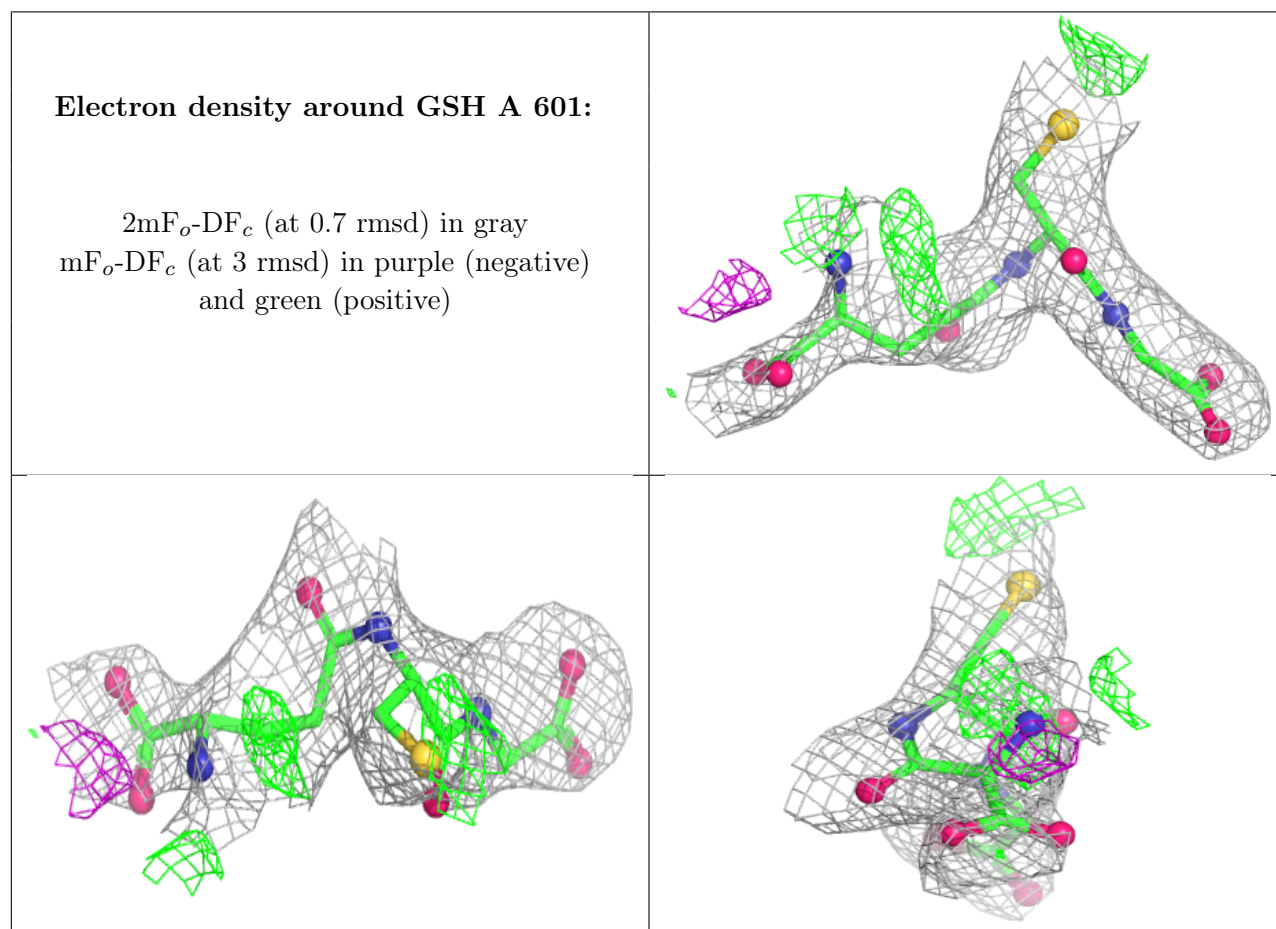 Electron density around GSH A 601:
2mFo-DFc (at 0.7 rmsd) in gray
mFo-DFc (at 3 rmsd) in purple (negative)
and green (positive)